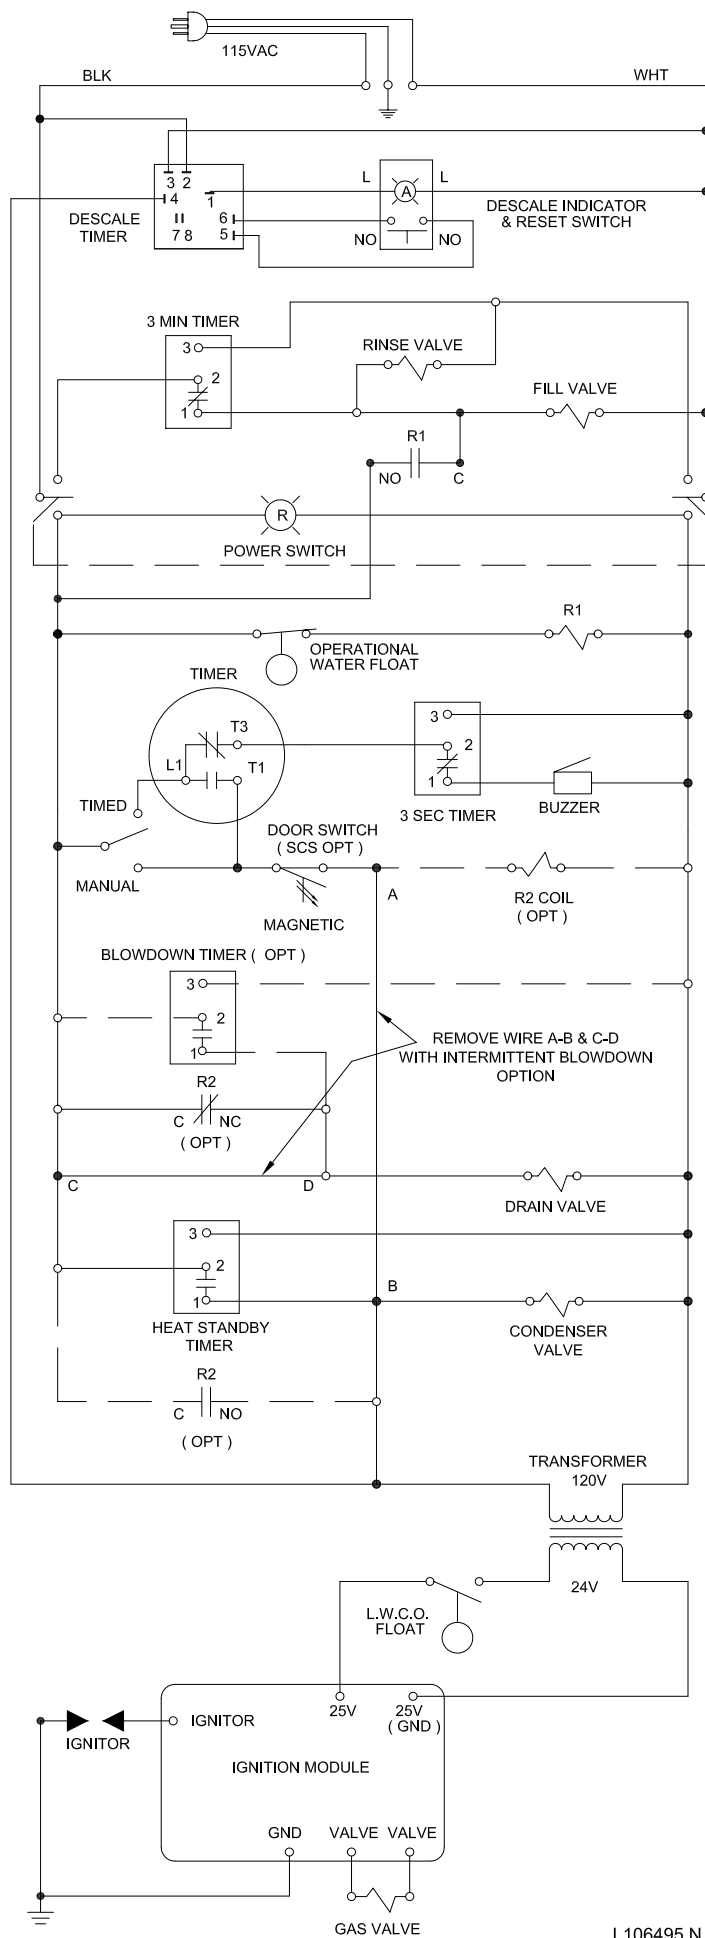 115VAC
BLK
WHT
3 2
4
1
7 8
6
5
DESCALE
TIMER
L
A
L
NO
NO
DESCALE INDICATOR
& RESET SWITCH
3 MIN TIMER
3
2
1
RINSE VALVE
FILL VALVE
R1
NO
C
R
POWER SWITCH
R1
OPERATIONAL
WATER FLOAT
TIMER
T3
L1
T1
3
2
1
3 SEC TIMER
BUZZER
TIMED
MANUAL
DOOR SWITCH
( SCS OPT )
MAGNETIC
A
R2 COIL
( OPT )
BLOWDOWN TIMER ( OPT )
3
2
1
REMOVE WIRE A-B & C-D
WITH INTERMITTENT BLOWDOWN
OPTION
R2
C
NC
( OPT )
C
D
DRAIN VALVE
3
2
1
HEAT STANDBY
TIMER
B
CONDENSER
VALVE
R2
C
NO
( OPT )
TRANSFORMER
120V
24V
L.W.C.O.
FLOAT
25V
25V
( GND )
IGNITOR
IGNITOR
IGNITION MODULE
GND
VALVE
VALVE
GAS VALVE
L106495 N